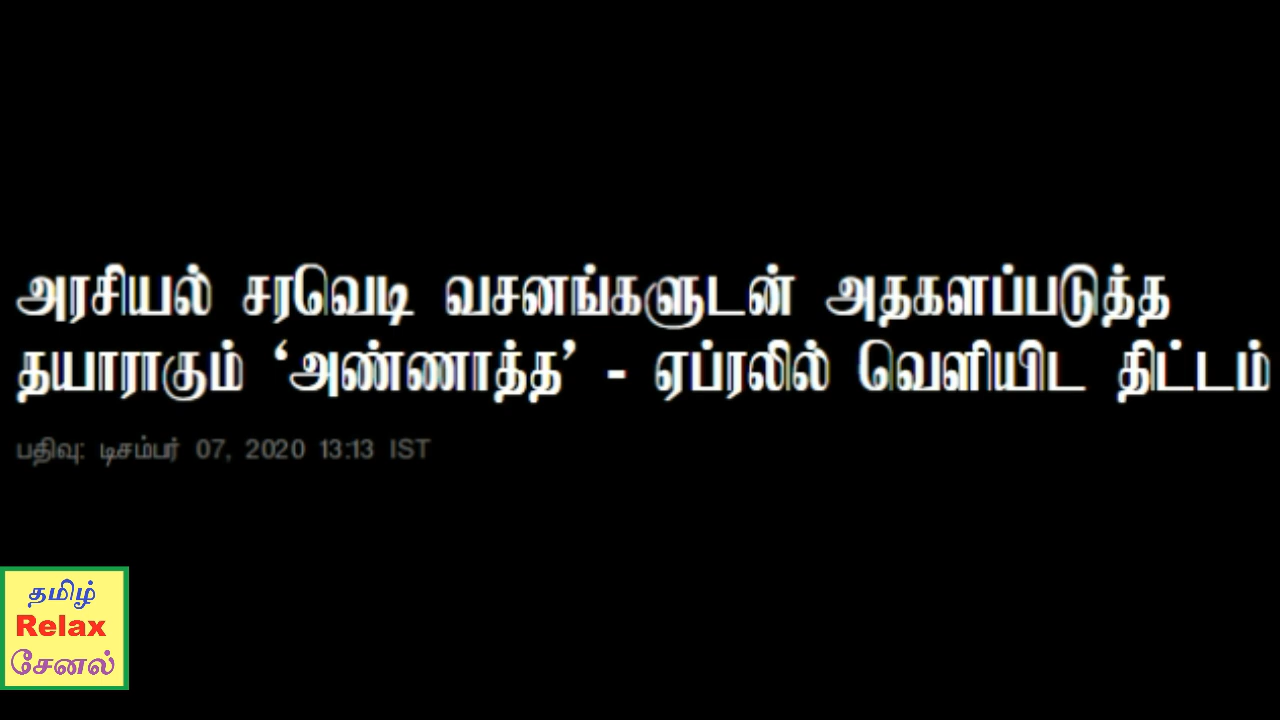 அரசியல் சரவெடி வசனங்களுடன் அதகளப்படுத்த
தயாராகும் ‘அண்ணாத்த’ - ஏப்ரலில் வெளியிட திட்டம்
பதிவு: டிசம்பர் 07, 2020 13:13 IST
தமிழ்
Relax
சேனல்